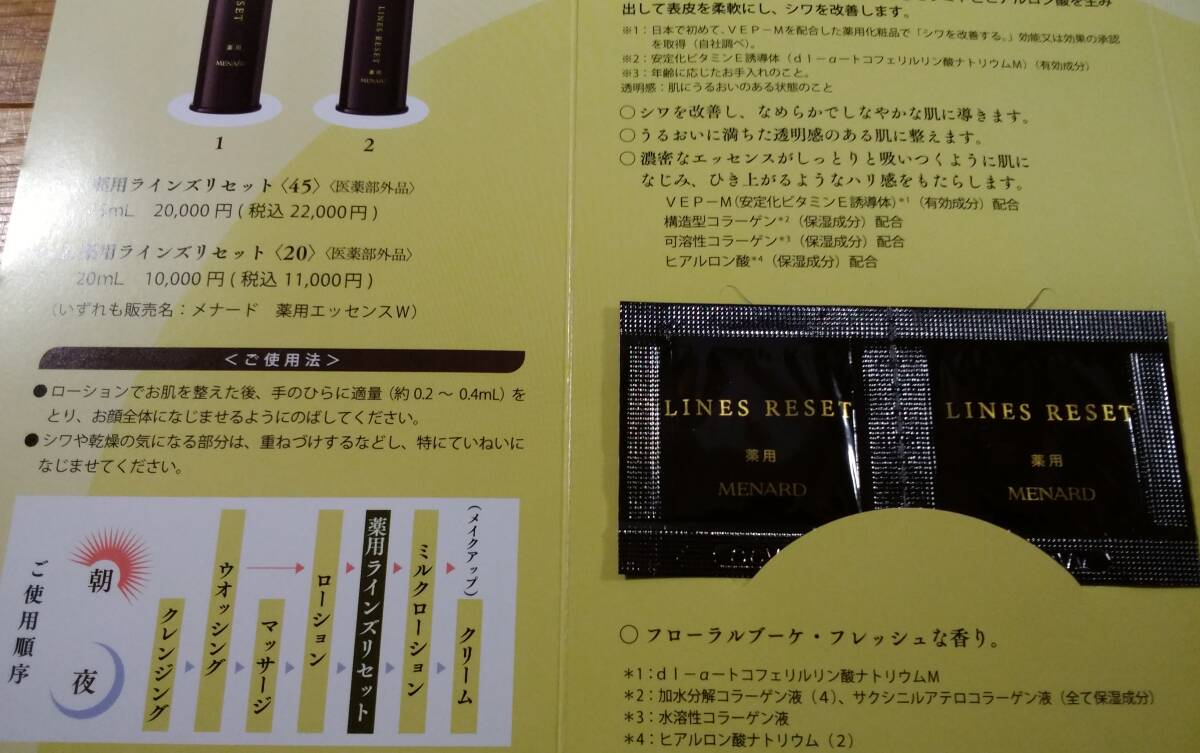 SET
薬用
MENARD
LINES RESET
薬用
MENARD
1
2
薬用ラインズリセット〈45〉〈医薬部外品〉
5mL 20,000円(税込22,000円)
薬用ラインズリセット〈20〉〈医薬部外品〉
20mL 10,000円(税込11,000円)
(いずれも販売名:メナード 薬用エッセンスW)
<ご使用法>
●ローションでお肌を整えた後、手のひらに適量(約0.2〜0.4mL)を
とり、お顔全体になじませるようにのばしてください。
●シワや乾燥の気になる部分は、重ねづけするなどし、特にていねいに
なじませてください。
ご使用順序
朝
夜
クレンジング
ウオッシング
マッサージ
ローション
薬用ラインズリセット
ミルクローション
(メイクアップ)
クリーム
出して表皮を柔軟にし、シワを改善します。
※1:日本で初めて、VEP-Mを配合した薬用化粧品で「シワを改善する。」効能又は効果の承認
を取得(自社調べ)。
※2:安定化ビタミンE誘導体(dl-α-トコフェリルリン酸ナトリウムM)(有効成分)
※3:年齢に応じたお手入れのこと。
透明感:肌にうるおいのある状態のこと
○シワを改善し、なめらかでしなやかな肌に導きます。
○うるおいに満ちた透明感のある肌に整えます。
○濃密なエッセンスがしっとりと吸いつくように肌に
なじみ、ひき上がるようなハリ感をもたらします。
VEP-M(安定化ビタミンE誘導体)*1(有効成分)配合
構造型コラーゲン*2(保湿成分)配合
可溶性コラーゲン*3(保湿成分)配合
ヒアルロン酸*4(保湿成分)配合
LINES RESET
薬用
MENARD
LINES RESET
薬用
MENARD
○フローラルブーケ・フレッシュな香り。
*1:dl-α-トコフェリルリン酸ナトリウムM
*2:加水分解コラーゲン液(4)、サクシニルアテロコラーゲン液(全て保湿成分)
*3:水溶性コラーゲン液
*4:ヒアルロン酸ナトリウム(2)